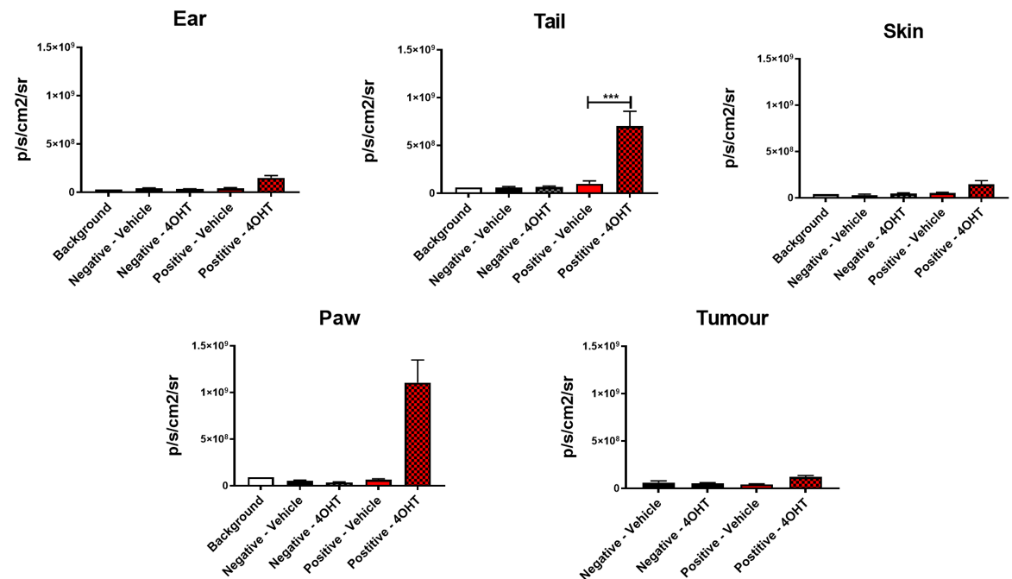 Ear
p/s/cm2/sr
1.5×10⁹
1×10⁹
5×10⁸
0
Background
Negative - Vehicle
Negative - 4OHT
Positive - Vehicle
Postitive - 4OHT
Tail
p/s/cm2/sr
1.5×10⁹
1×10⁹
5×10⁸
0
***
Background
Negative - Vehicle
Negative - 4OHT
Positive - Vehicle
Postitive - 4OHT
Skin
p/s/cm2/sr
1.5×10⁹
1×10⁹
5×10⁸
0
Background
Negative - Vehicle
Negative - 4OHT
Positive - Vehicle
Postitive - 4OHT
Paw
p/s/cm2/sr
1.5×10⁹
1×10⁹
5×10⁸
0
Background
Negative - Vehicle
Negative - 4OHT
Positive - Vehicle
Postitive - 4OHT
Tumour
p/s/cm2/sr
1.5×10⁹
1×10⁹
5×10⁸
0
Negative - Vehicle
Negative - 4OHT
Positive - Vehicle
Postitive - 4OHT